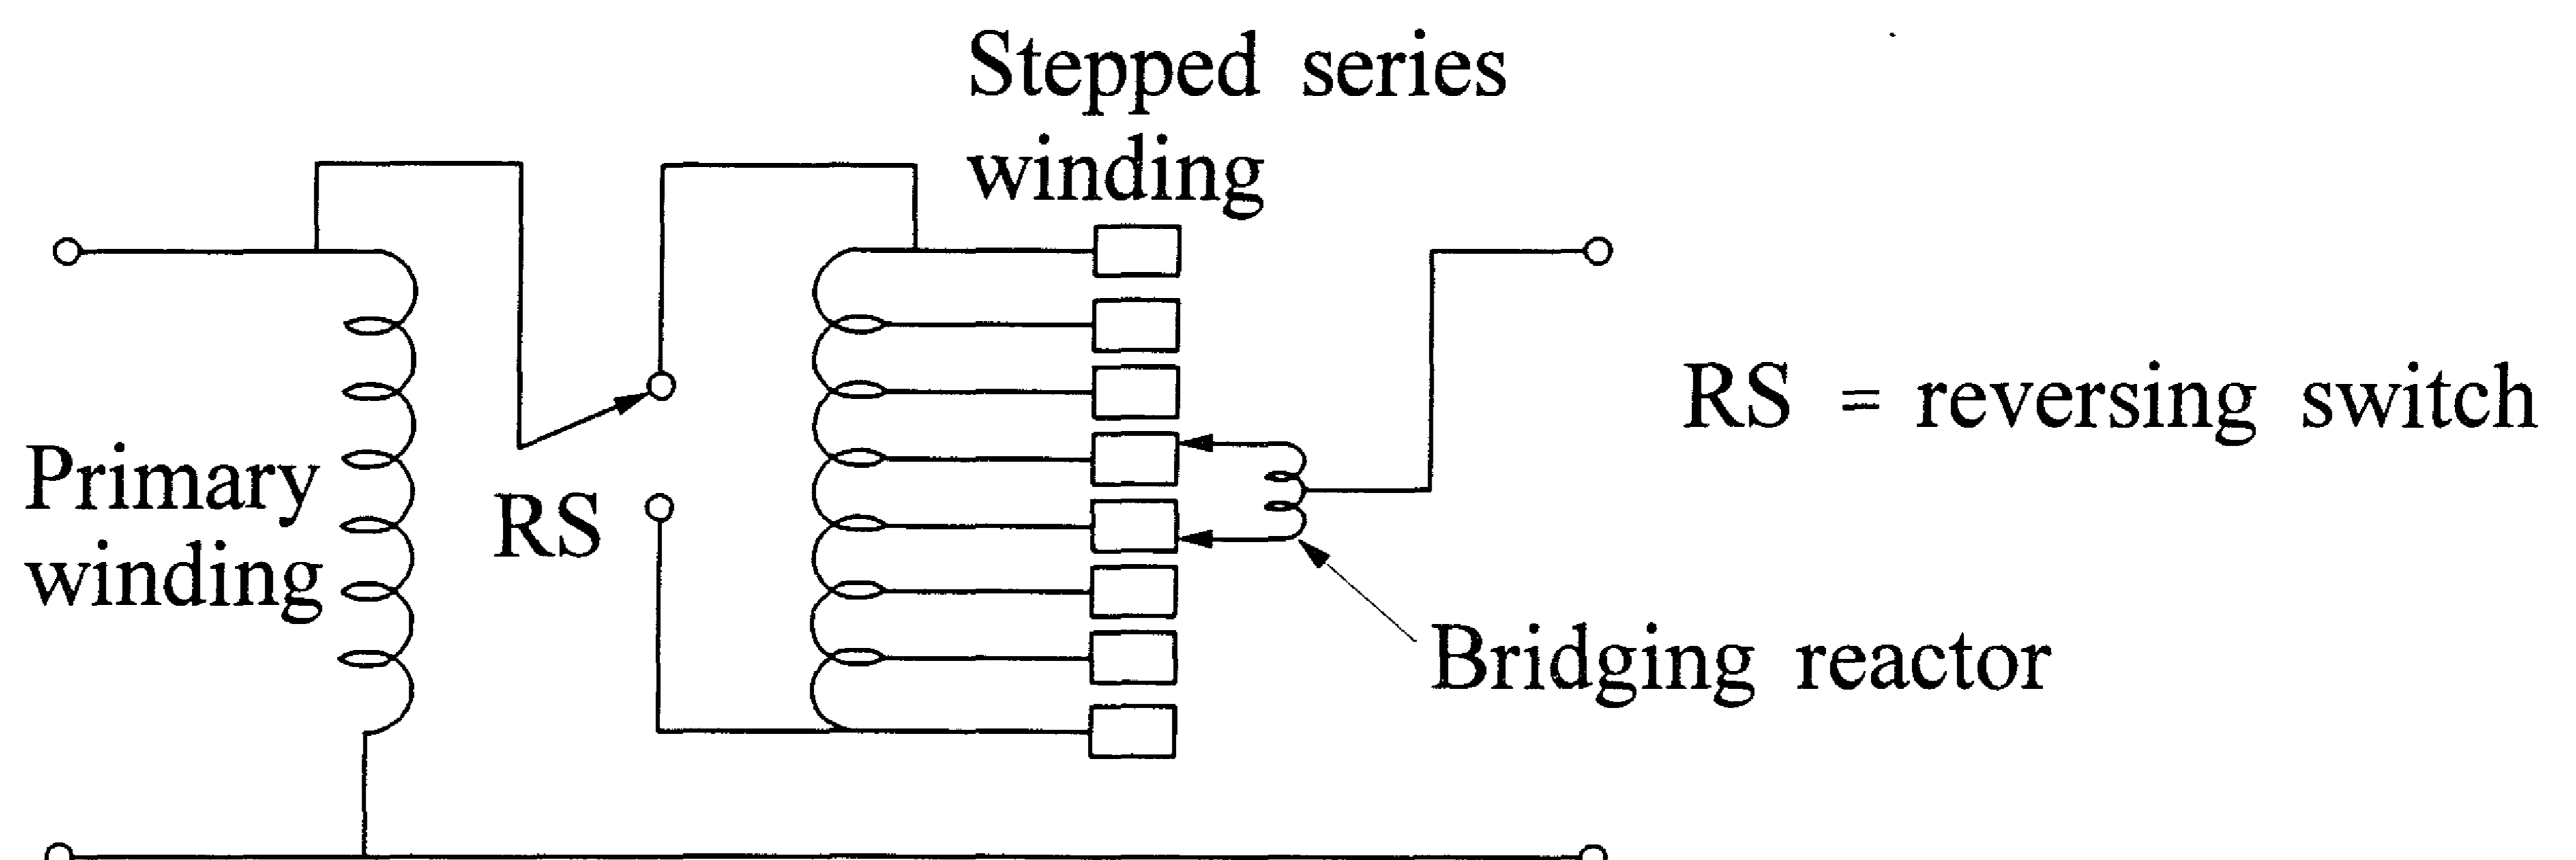 Stepped series
winding
Primary
winding
RS
RS = reversing switch
Bridging reactor